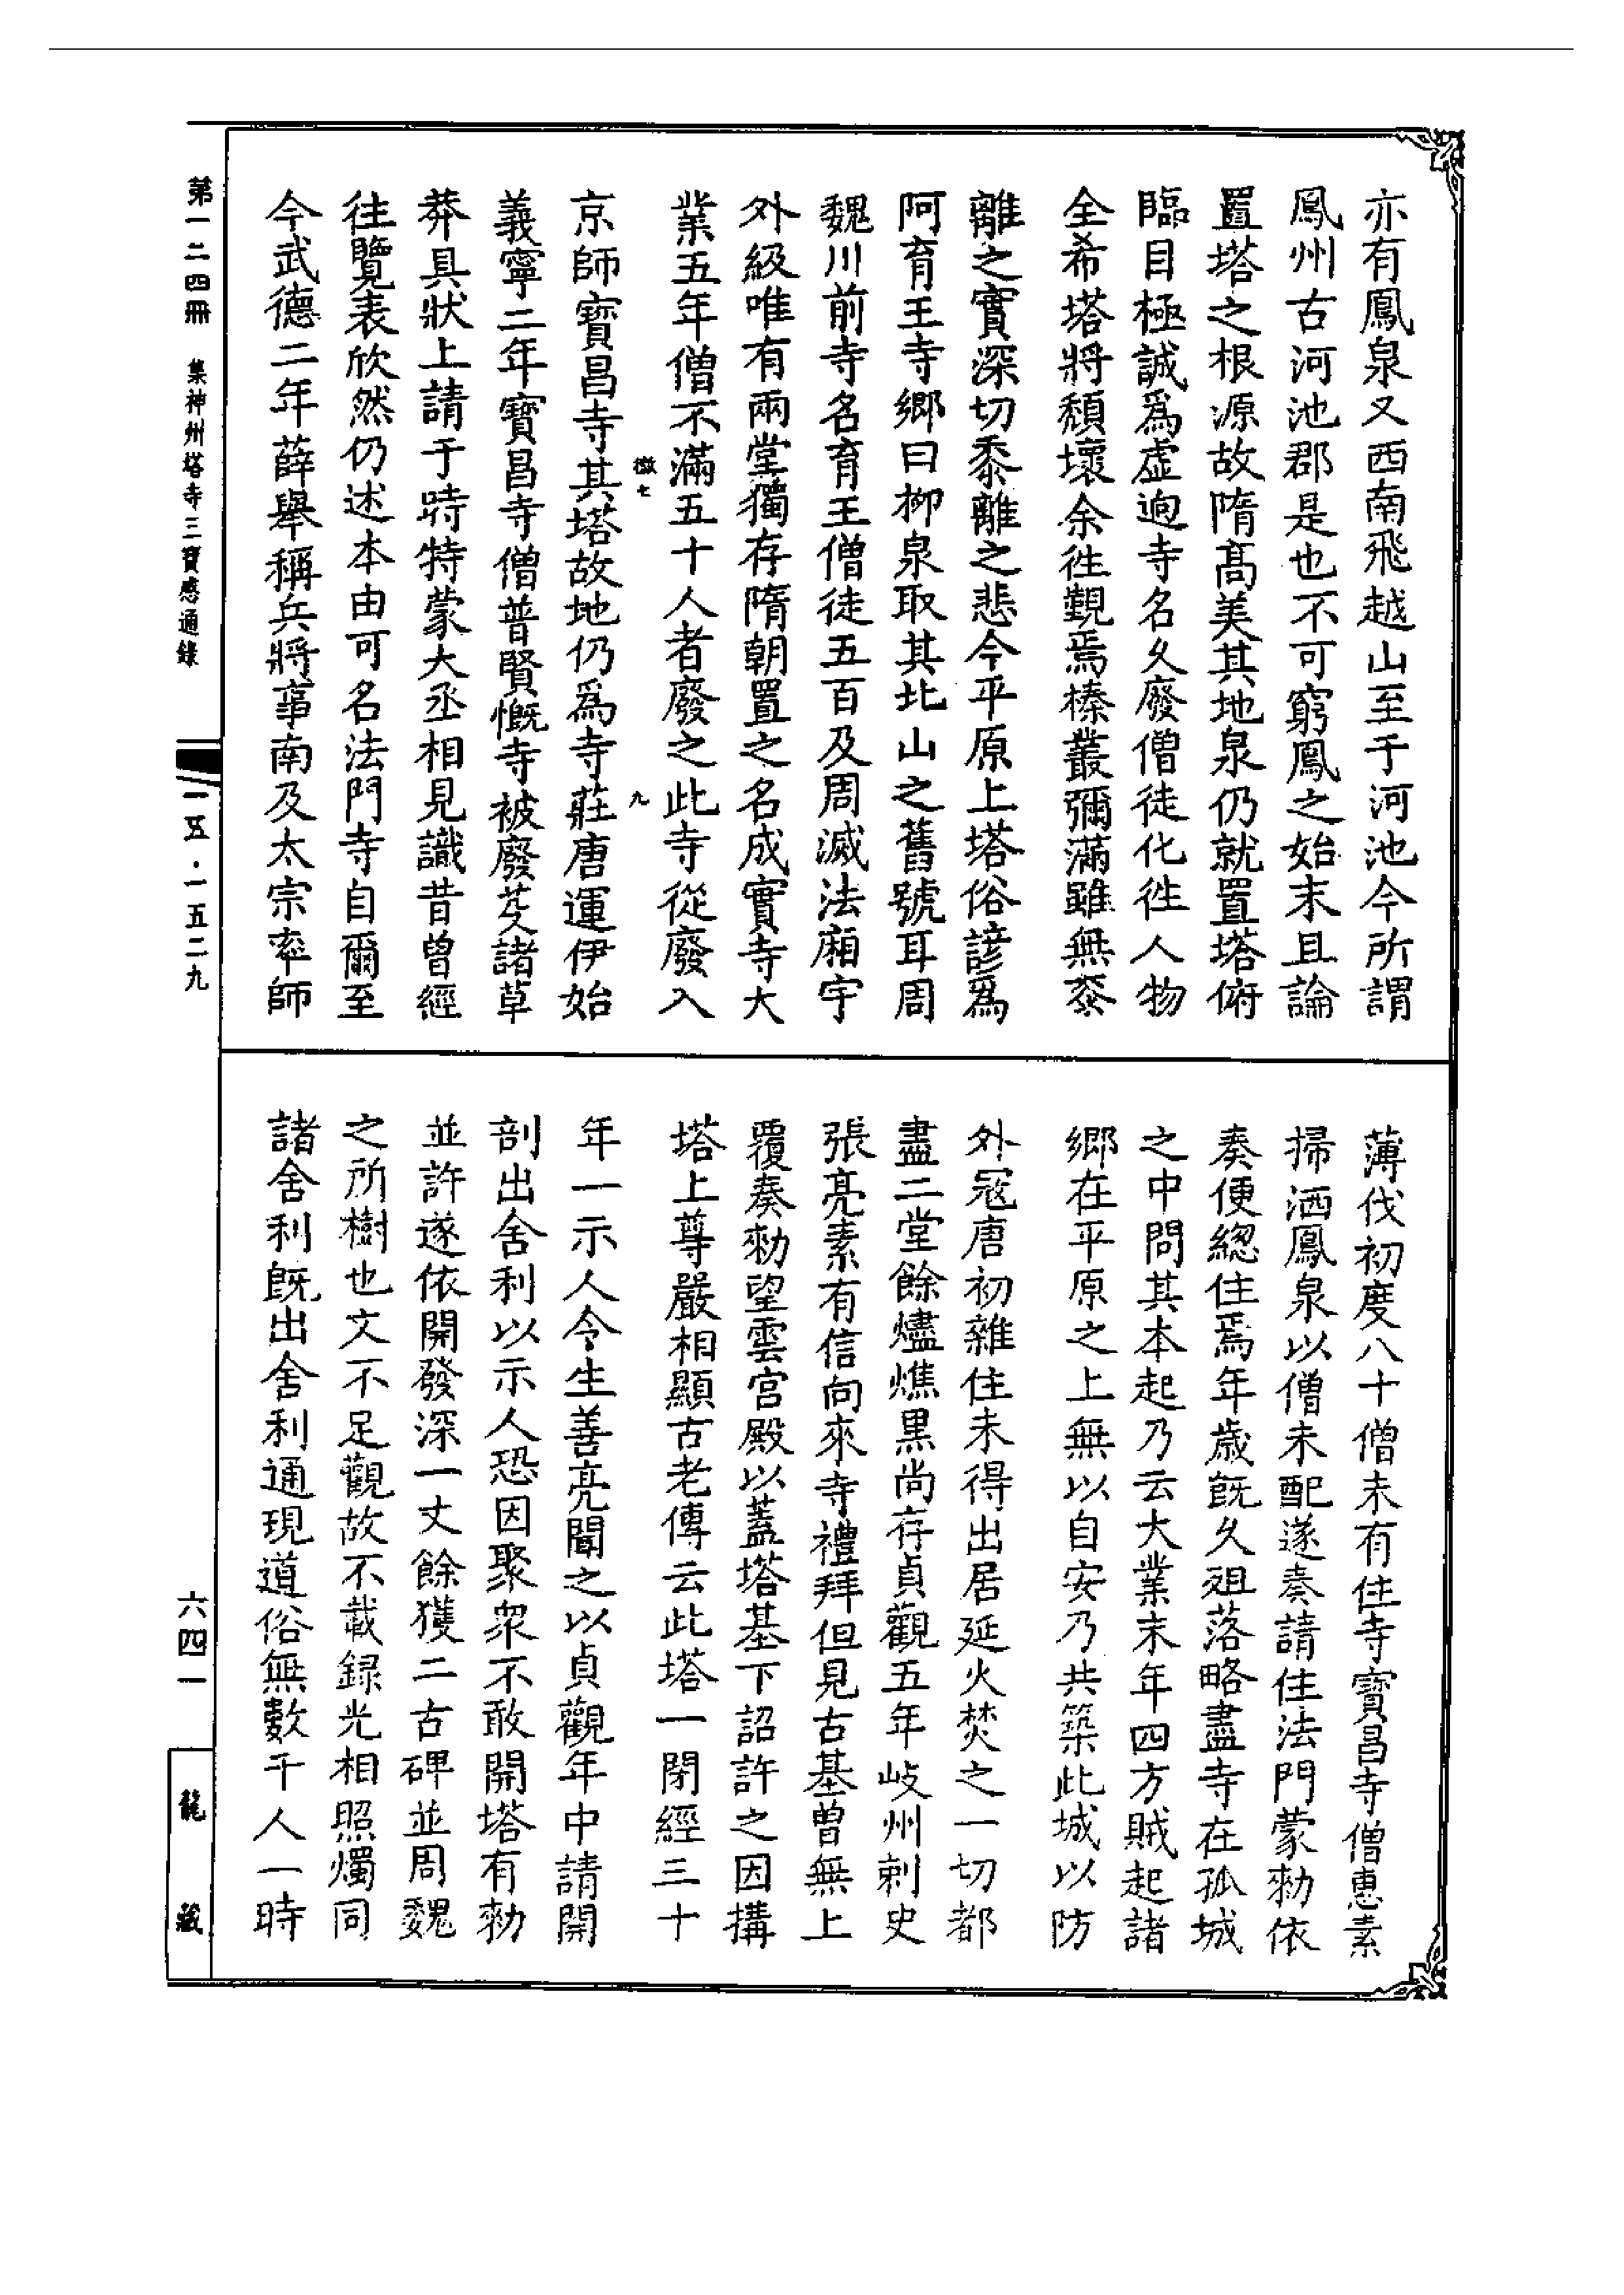 亦有鳳泉又西南飛越山至于河池今所謂
鳳州古河池郡是也不可窮鳳之始末且論
置塔之根源故隋髙美其地泉仍就置塔俯
臨目極誠爲虛逈寺名久廢僧徒化徃人物
全希塔將頹壞余徃觀焉榛叢彌滿雖無黍
離之實深切黍離之悲今平原上塔俗諺爲
阿育王寺鄉曰柳泉取其北山之舊號耳周
魏川前寺名育王僧徒五百及周滅法廂宇
外級唯有兩堂獨存隋朝置之名成實寺大
業五年僧不滿五十人者廢之此寺從廢入
京師寶昌寺其塔故地仍爲寺莊唐運伊始
義寧二年寶昌寺僧普賢慨寺被廢芟諸草
莽具狀上請于時特蒙大丞相見識昔曾經
往覽表欣然仍述本由可名法門寺自爾至
今武德二年薛舉稱兵將事南及太宗率師
徵七
九
薄伐初度八十僧未有住寺寶昌寺僧惠素
掃洒鳳泉以僧未配遂奏請住法門蒙勑依
奏便總住焉年歲旣久殂落略盡寺在孤城
之中問其本起乃云大業末年四方賊起諸
鄉在平原之上無以自安乃共築此城以防
外宼唐初雜住未得出居延火焚之一切都
盡二堂餘燼燋黒尚存貞觀五年岐州刺史
張亮素有信向來寺禮拜但見古基曾無上
覆奏勑望雲宫殿以蓋塔基下詔許之因搆
塔上尊嚴相顯古老傳云此塔一閉經三十
年一示人令生善亮聞之以貞觀年中請開
剖出舍利以示人恐因聚衆不敢開塔有勑
並許遂依開發深一丈餘獲二古碑並周魏
之所樹也文不足觀故不載録光相照燭同
諸舍利旣出舍利通現道俗無數千人一時
第一二四冊 集神州塔寺三寶感通錄
一五·一五二九
六四一
龍藏